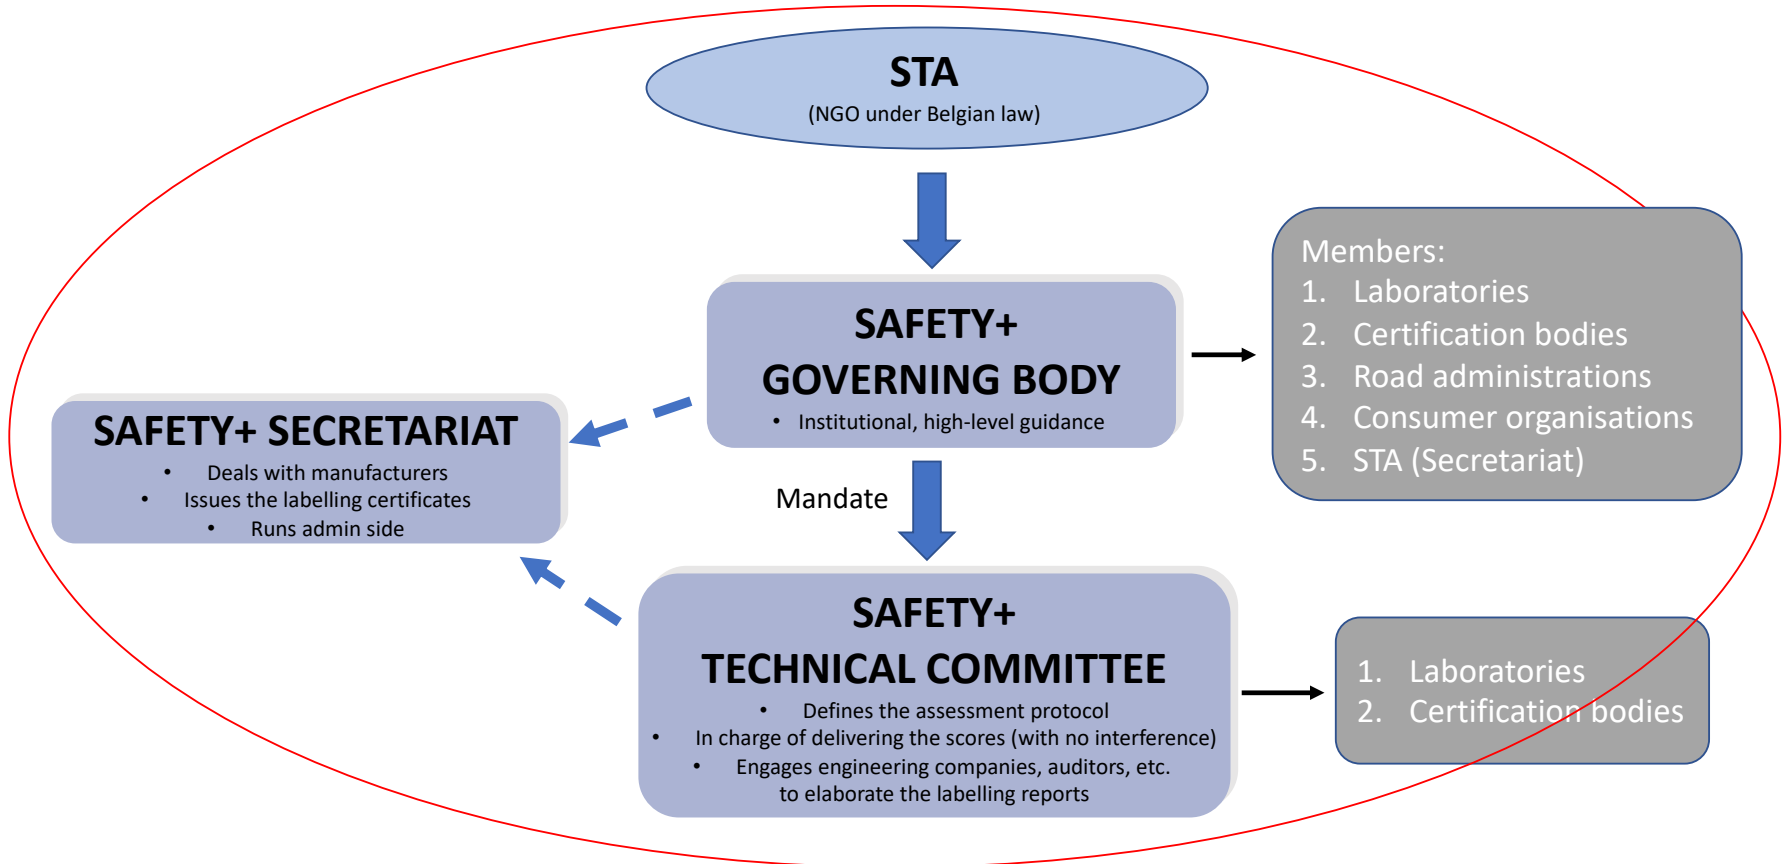 STA
(NGO under Belgian law)
SAFETY+
GOVERNING BODY
• Institutional, high-level guidance
Members:
1. Laboratories
2. Certification bodies
3. Road administrations
4. Consumer organisations
5. STA (Secretariat)
SAFETY+ SECRETARIAT
• Deals with manufacturers
• Issues the labelling certificates
• Runs admin side
Mandate
SAFETY+
TECHNICAL COMMITTEE
• Defines the assessment protocol
• In charge of delivering the scores (with no interference)
• Engages engineering companies, auditors, etc.
to elaborate the labelling reports
1. Laboratories
2. Certification bodies